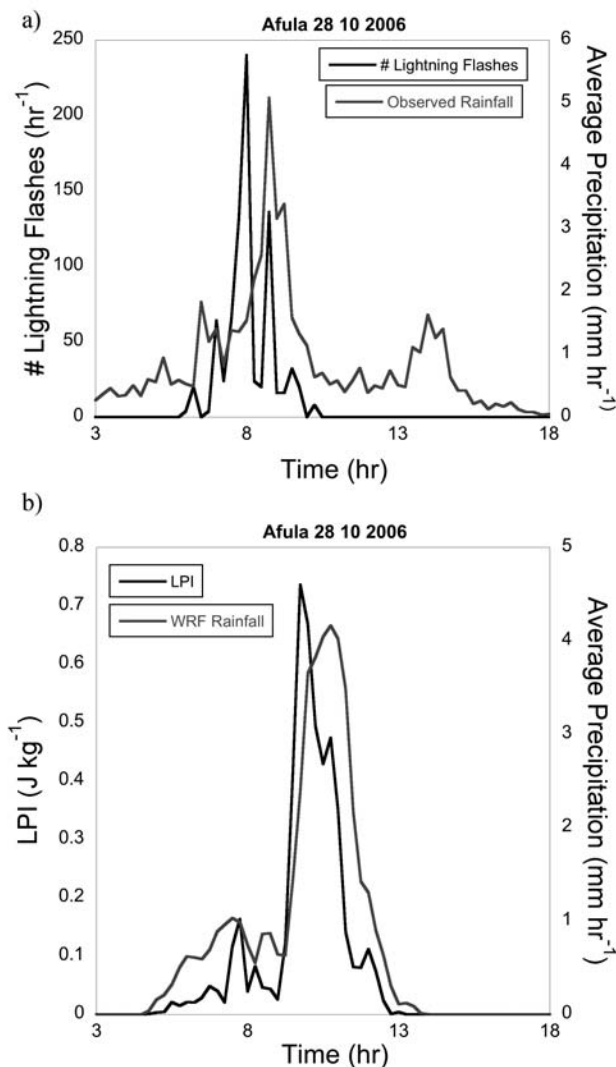 a)
Afula 28 10 2006
# Lightning Flashes
Observed Rainfall
# Lightning Flashes (hr⁻¹)
250
200
150
100
50
0
Average Precipitation (mm hr⁻¹)
6
5
4
3
2
1
0
3 8 13 18
Time (hr)
b)
Afula 28 10 2006
LPI
WRF Rainfall
LPI (J kg⁻¹)
0.8
0.7
0.6
0.5
0.4
0.3
0.2
0.1
0
Average Precipitation (mm hr⁻¹)
5
4
3
2
1
0
3 8 13 18
Time (hr)